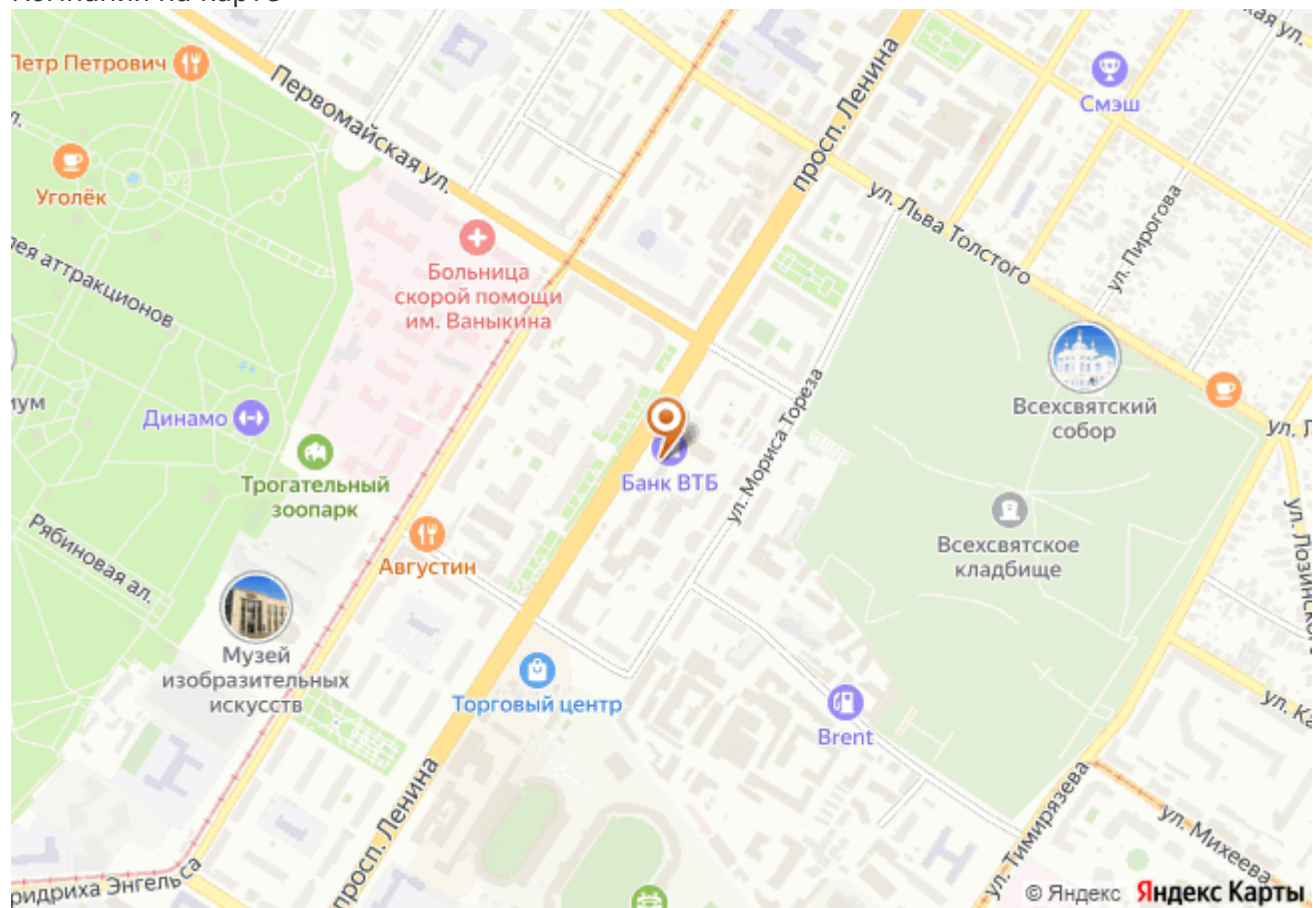 Петр Петрович
Первомайская ул.
просп. Ленина
Смэш
Уголёк
ул. Льва Толстого
ул. Пирогова
аттракционов
Больница
скорой помощи
им. Ваныкина
Динамо
Трогательный
зоопарк
Всехсвятский
собор
ул. Мориса Тореза
Банк ВТБ
Рябиновая ал.
Августин
Всехсвятское
кладбище
Музей
изобразительных
искусств
Торговый центр
Brent
просп. Ленина
ул. Тимирязева
ул. Михеева
© Яндекс Яндекс Карты